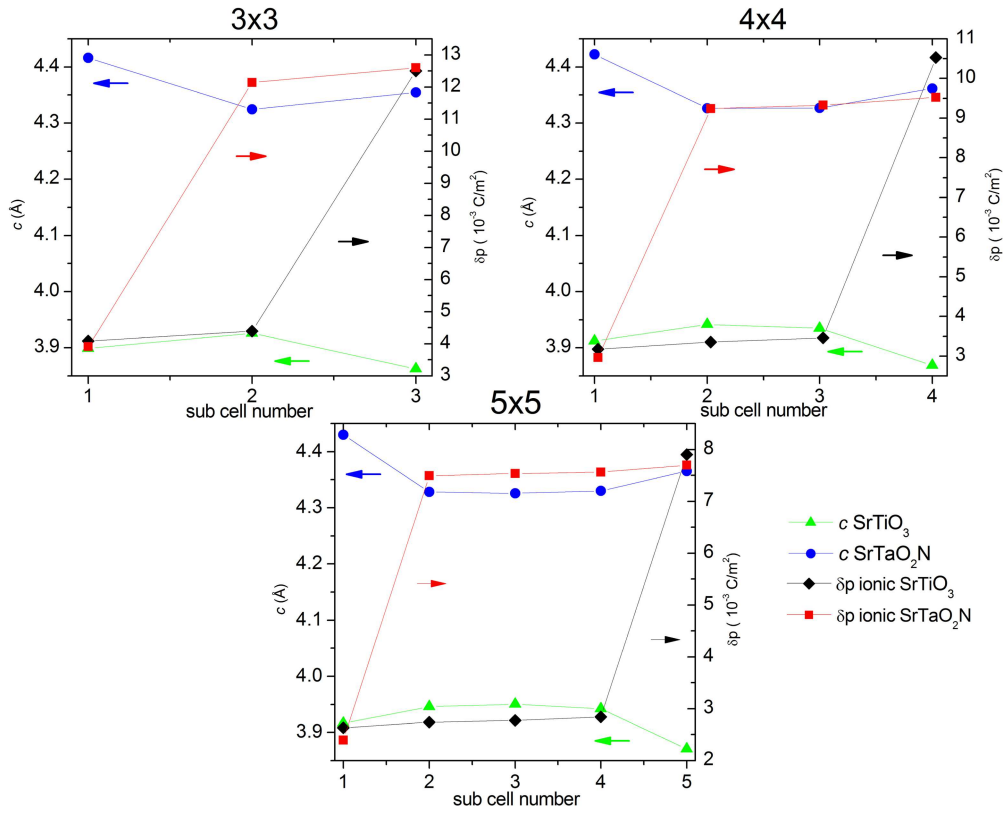 3x3
4.4
4.3
4.2
4.1
4.0
3.9
c (Å)
13
12
11
10
9
8
7
6
5
4
3
δp ( 10⁻³ C/m²)
1 2 3
sub cell number
4x4
4.4
4.3
4.2
4.1
4.0
3.9
c (Å)
11
10
9
8
7
6
5
4
3
δp ( 10⁻³ C/m²)
1 2 3 4
sub cell number
5x5
4.4
4.3
4.2
4.1
4.0
3.9
c (Å)
8
7
6
5
4
3
2
δp ( 10⁻³ C/m²)
1 2 3 4 5
sub cell number
c SrTiO₃
c SrTaO₂N
δp ionic SrTiO₃
δp ionic SrTaO₂N